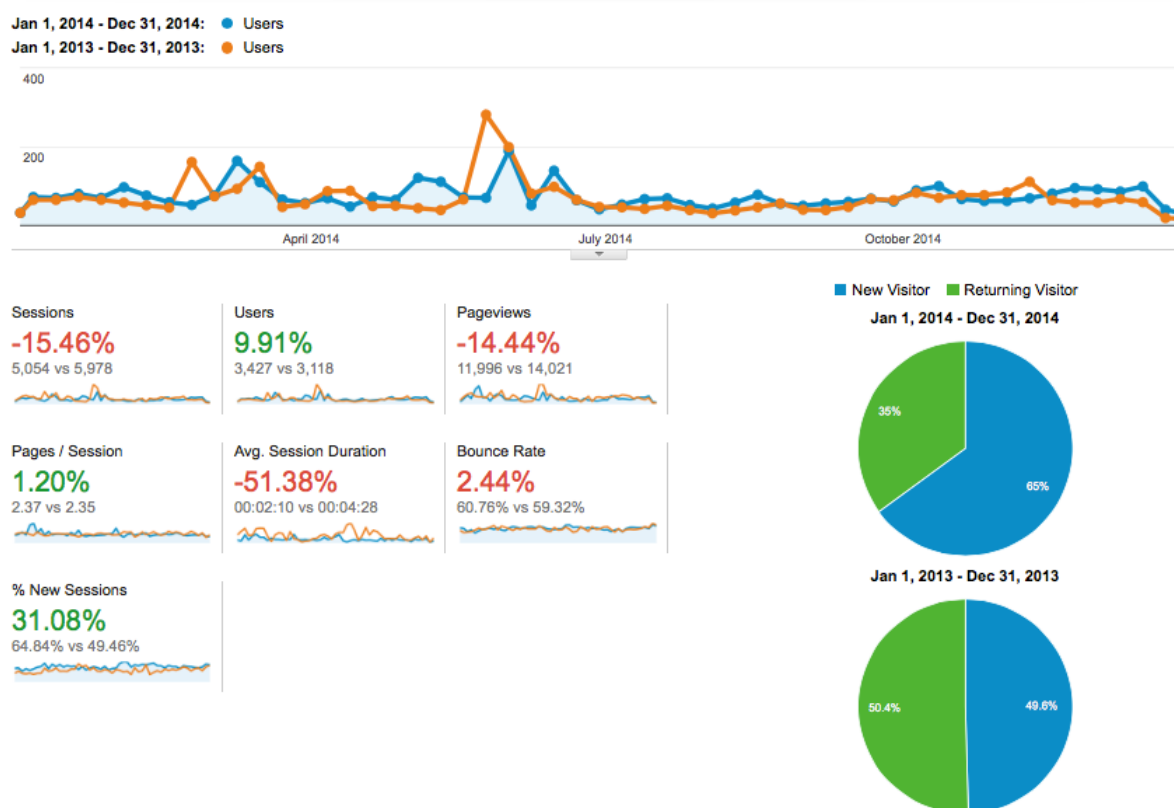 Jan 1, 2014 - Dec 31, 2014: Users
Jan 1, 2013 - Dec 31, 2013: Users
400
200
April 2014 July 2014 October 2014
Sessions
-15.46%
5,054 vs 5,978
Users
9.91%
3,427 vs 3,118
Pageviews
-14.44%
11,996 vs 14,021
Pages / Session
1.20%
2.37 vs 2.35
Avg. Session Duration
-51.38%
00:02:10 vs 00:04:28
Bounce Rate
2.44%
60.76% vs 59.32%
% New Sessions
31.08%
64.84% vs 49.46%
New Visitor Returning Visitor
Jan 1, 2014 - Dec 31, 2014
35%
65%
Jan 1, 2013 - Dec 31, 2013
50.4% 49.6%